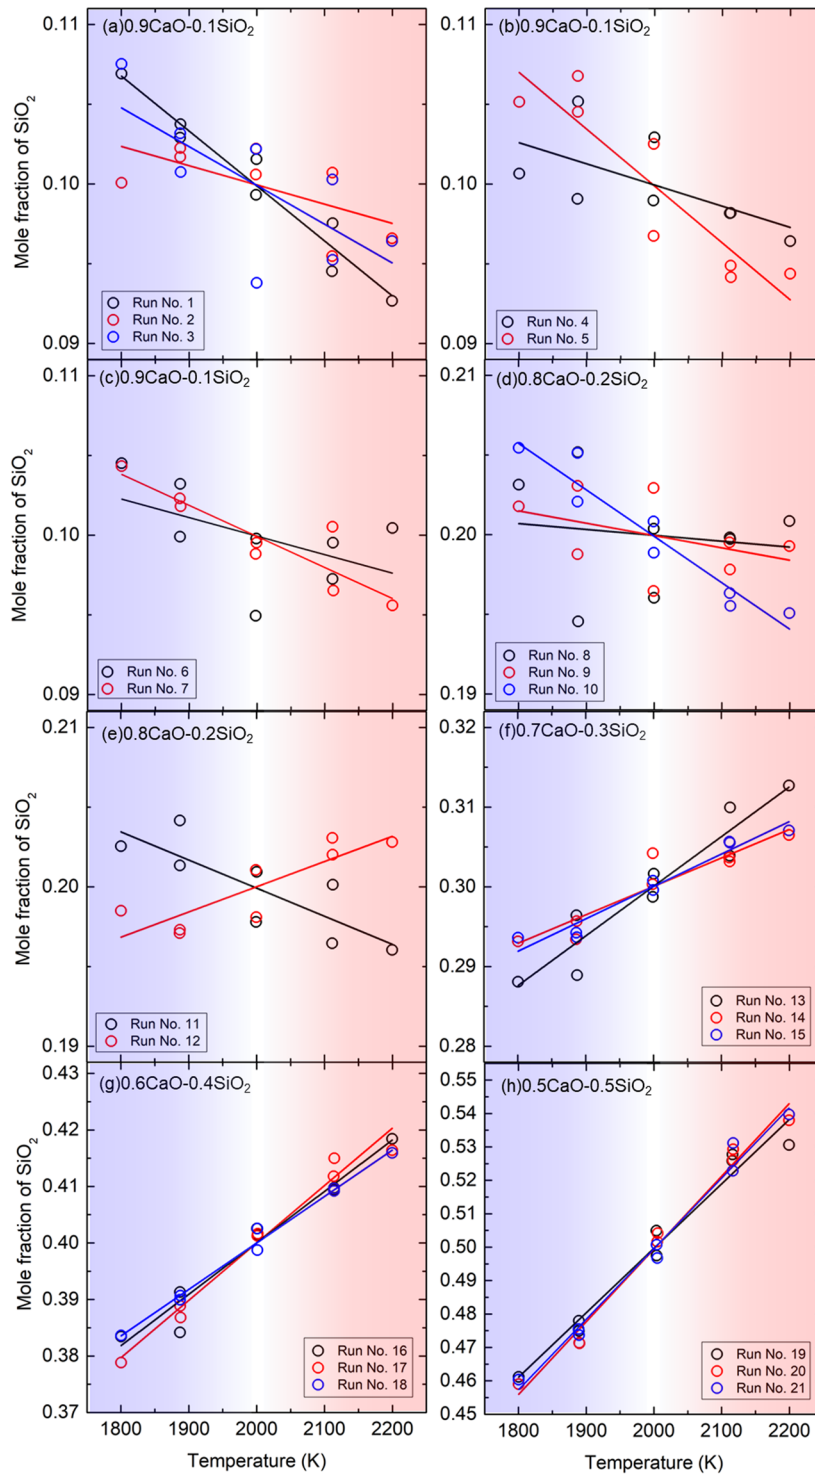 (a)0.9CaO-0.1SiO₂
0.11
0.10
0.09
Mole fraction of SiO₂
Run No. 1
Run No. 2
Run No. 3
(b)0.9CaO-0.1SiO₂
0.11
0.10
0.09
Run No. 4
Run No. 5
(c)0.9CaO-0.1SiO₂
0.11
0.10
0.09
Mole fraction of SiO₂
Run No. 6
Run No. 7
(d)0.8CaO-0.2SiO₂
0.21
0.20
0.19
Run No. 8
Run No. 9
Run No. 10
(e)0.8CaO-0.2SiO₂
0.21
0.20
0.19
Mole fraction of SiO₂
Run No. 11
Run No. 12
(f)0.7CaO-0.3SiO₂
0.32
0.31
0.30
0.29
0.28
Run No. 13
Run No. 14
Run No. 15
(g)0.6CaO-0.4SiO₂
0.43
0.42
0.41
0.40
0.39
0.38
0.37
Mole fraction of SiO₂
Run No. 16
Run No. 17
Run No. 18
1800 1900 2000 2100 2200
Temperature (K)
(h)0.5CaO-0.5SiO₂
0.55
0.54
0.53
0.52
0.51
0.50
0.49
0.48
0.47
0.46
0.45
Run No. 19
Run No. 20
Run No. 21
1800 1900 2000 2100 2200
Temperature (K)